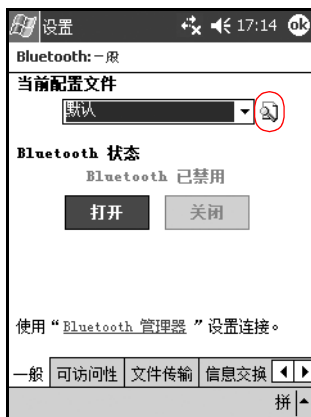 设置 17:14 ok
Bluetooth: 一般
当前配置文件
默认
Bluetooth 状态
Bluetooth 已禁用
打开 关闭
使用“Bluetooth 管理器 ”设置连接。
一般 可访问性 文件传输 信息交换
拼